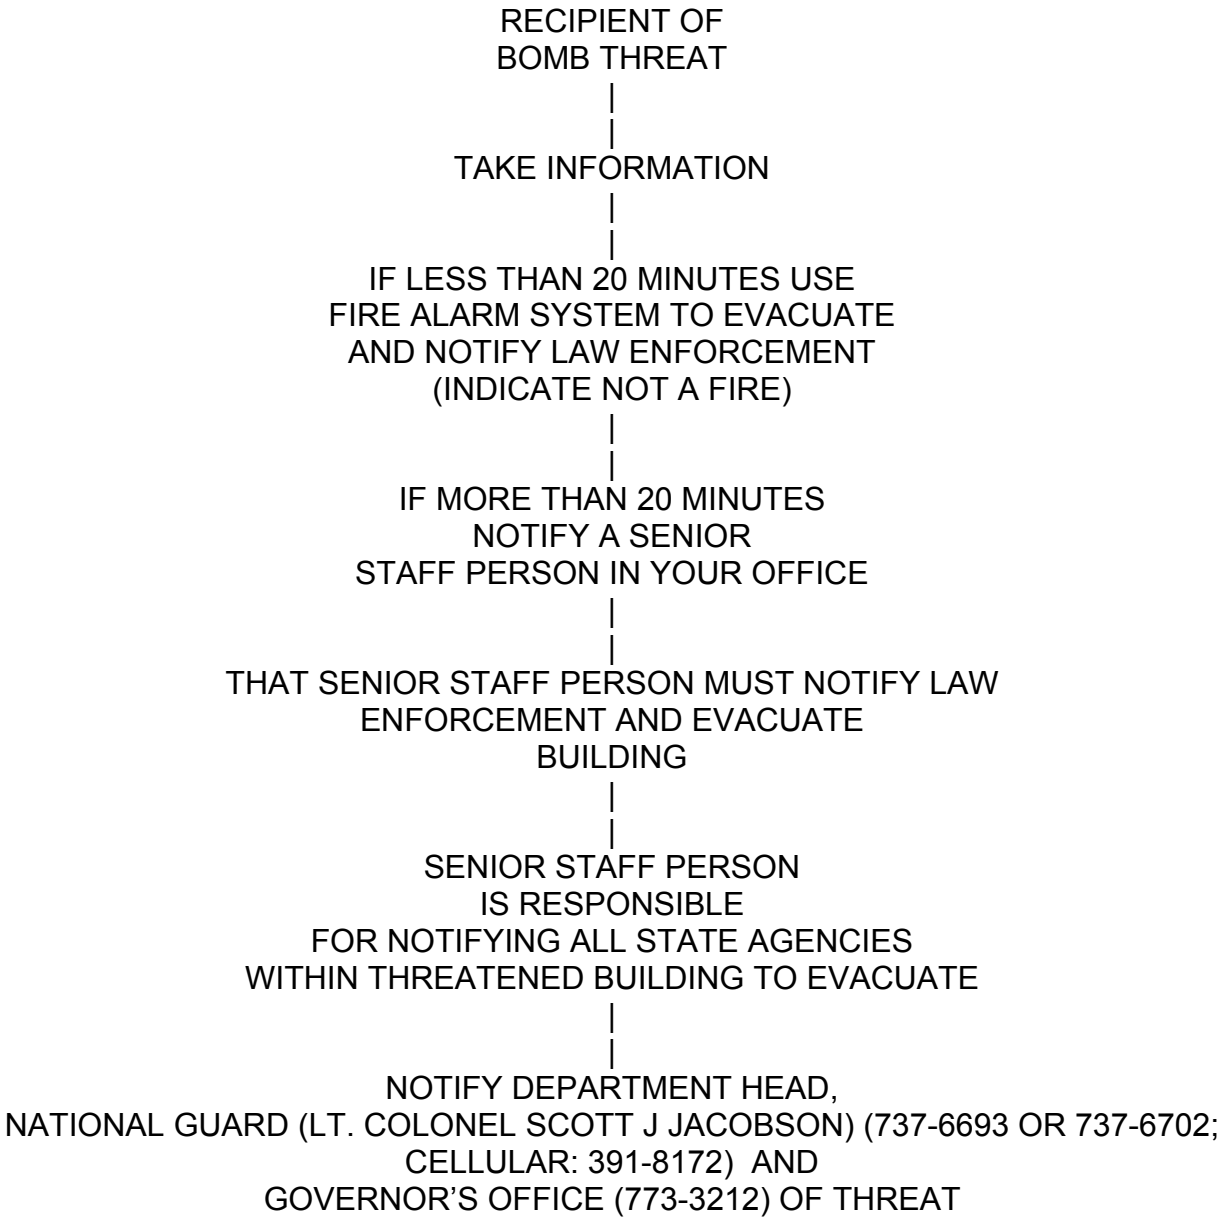 RECIPIENT OF
BOMB THREAT
|
|
TAKE INFORMATION
|
|
IF LESS THAN 20 MINUTES USE
FIRE ALARM SYSTEM TO EVACUATE
AND NOTIFY LAW ENFORCEMENT
(INDICATE NOT A FIRE)
|
|
IF MORE THAN 20 MINUTES
NOTIFY A SENIOR
STAFF PERSON IN YOUR OFFICE
|
|
THAT SENIOR STAFF PERSON MUST NOTIFY LAW
ENFORCEMENT AND EVACUATE
BUILDING
|
|
SENIOR STAFF PERSON
IS RESPONSIBLE
FOR NOTIFYING ALL STATE AGENCIES
WITHIN THREATENED BUILDING TO EVACUATE
|
|
NOTIFY DEPARTMENT HEAD,
NATIONAL GUARD (LT. COLONEL SCOTT J JACOBSON) (737-6693 OR 737-6702;
CELLULAR: 391-8172)  AND
GOVERNOR’S OFFICE (773-3212) OF THREAT